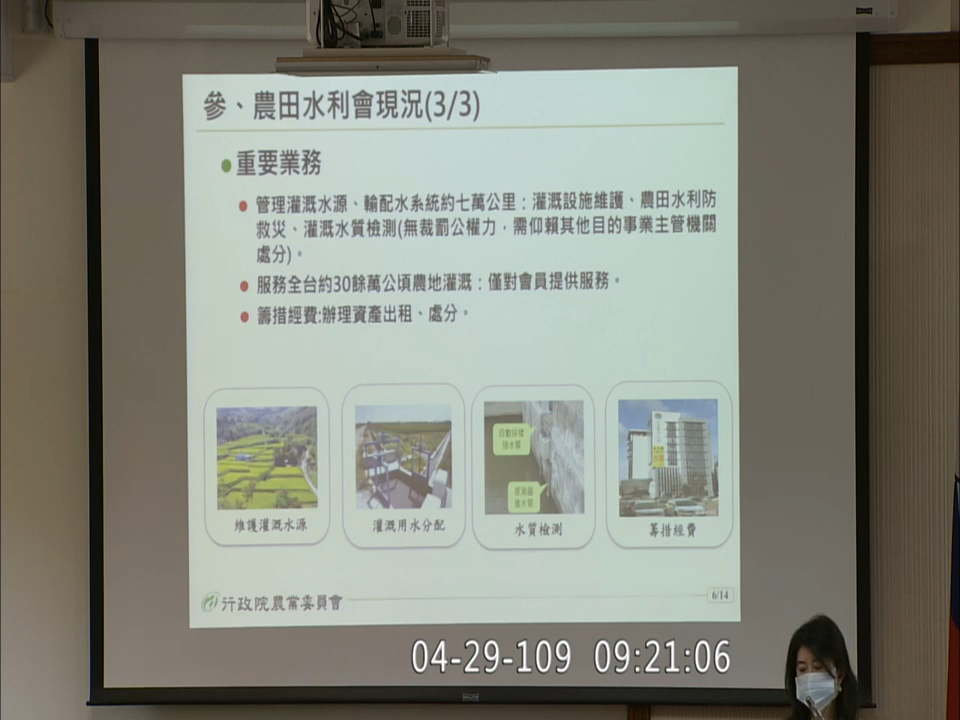 參、農田水利會現況(3/3)
重要業務
管理灌溉水源、輸配水系統約七萬公里：灌溉設施維護、農田水利防
救災、灌溉水質檢測(無裁罰公權力，需仰賴其他目的事業主管機關
處分)。
服務全台約30餘萬公頃農地灌溉：僅對會員提供服務。
籌措經費:辦理資產出租、處分。
維護灌溉水源
灌溉用水分配
水質檢測
籌措經費
行政院農業委員會
6/14
04-29-109 09:21:06